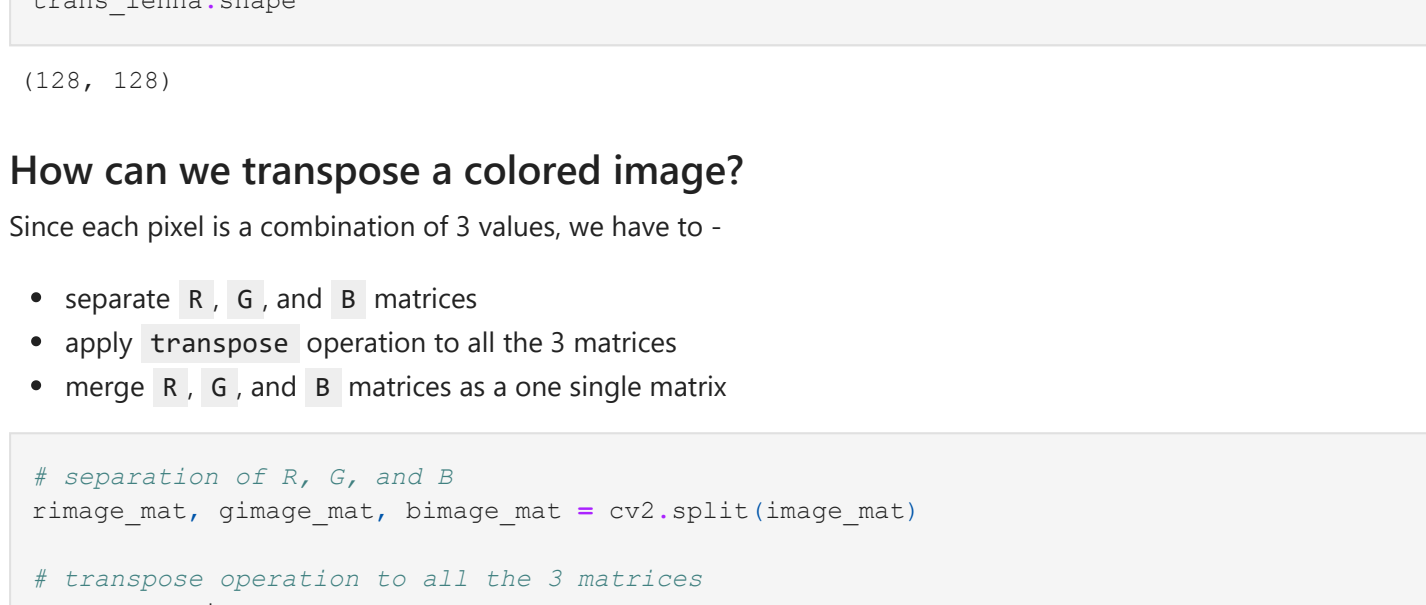 trans_lenna.shape
(128, 128)
How can we transpose a colored image?
Since each pixel is a combination of 3 values, we have to -
• separate R , G , and B matrices
• apply transpose operation to all the 3 matrices
• merge R , G , and B matrices as a one single matrix
# separation of R, G, and B
rimage_mat, gimage_mat, bimage_mat = cv2.split(image_mat)
# transpose operation to all the 3 matrices